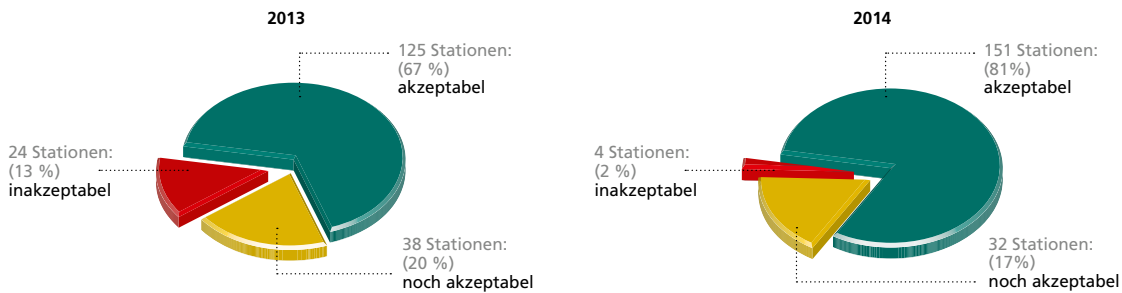 2013
125 Stationen:
(67 %)
akzeptabel
24 Stationen:
(13 %)
inakzeptabel
38 Stationen:
(20 %)
noch akzeptabel
2014
151 Stationen:
(81%)
akzeptabel
4 Stationen:
(2 %)
inakzeptabel
32 Stationen:
(17%)
noch akzeptabel